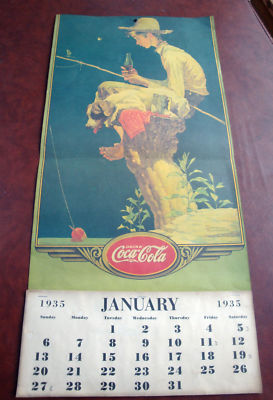 DRINK
Coca-Cola
1935 JANUARY 1935
Sunday Monday Tuesday Wednesday Thursday Friday Saturday
1 2 3 4 5
6 7 8 9 10 11 12
13 14 15 16 17 18 19
20 21 22 23 24 25 26
27 28 29 30 31